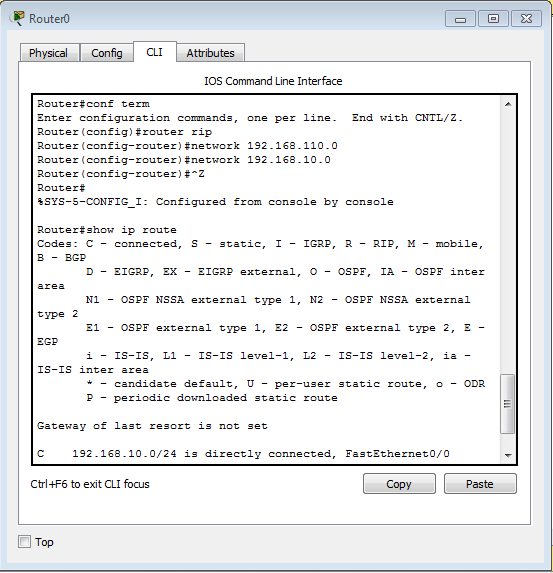 Router0
Physical Config CLI Attributes
IOS Command Line Interface
Router#conf term
Enter configuration commands, one per line.  End with CNTL/Z.
Router(config)#router rip
Router(config-router)#network 192.168.110.0
Router(config-router)#network 192.168.10.0
Router(config-router)#^Z
Router#
%SYS-5-CONFIG_I: Configured from console by console

Router#show ip route
Codes: C - connected, S - static, I - IGRP, R - RIP, M - mobile,
B - BGP
       D - EIGRP, EX - EIGRP external, O - OSPF, IA - OSPF inter
area
       N1 - OSPF NSSA external type 1, N2 - OSPF NSSA external
type 2
       E1 - OSPF external type 1, E2 - OSPF external type 2, E -
EGP
       i - IS-IS, L1 - IS-IS level-1, L2 - IS-IS level-2, ia -
IS-IS inter area
       * - candidate default, U - per-user static route, o - ODR
       P - periodic downloaded static route

Gateway of last resort is not set

C    192.168.10.0/24 is directly connected, FastEthernet0/0
Ctrl+F6 to exit CLI focus
Copy Paste
Top